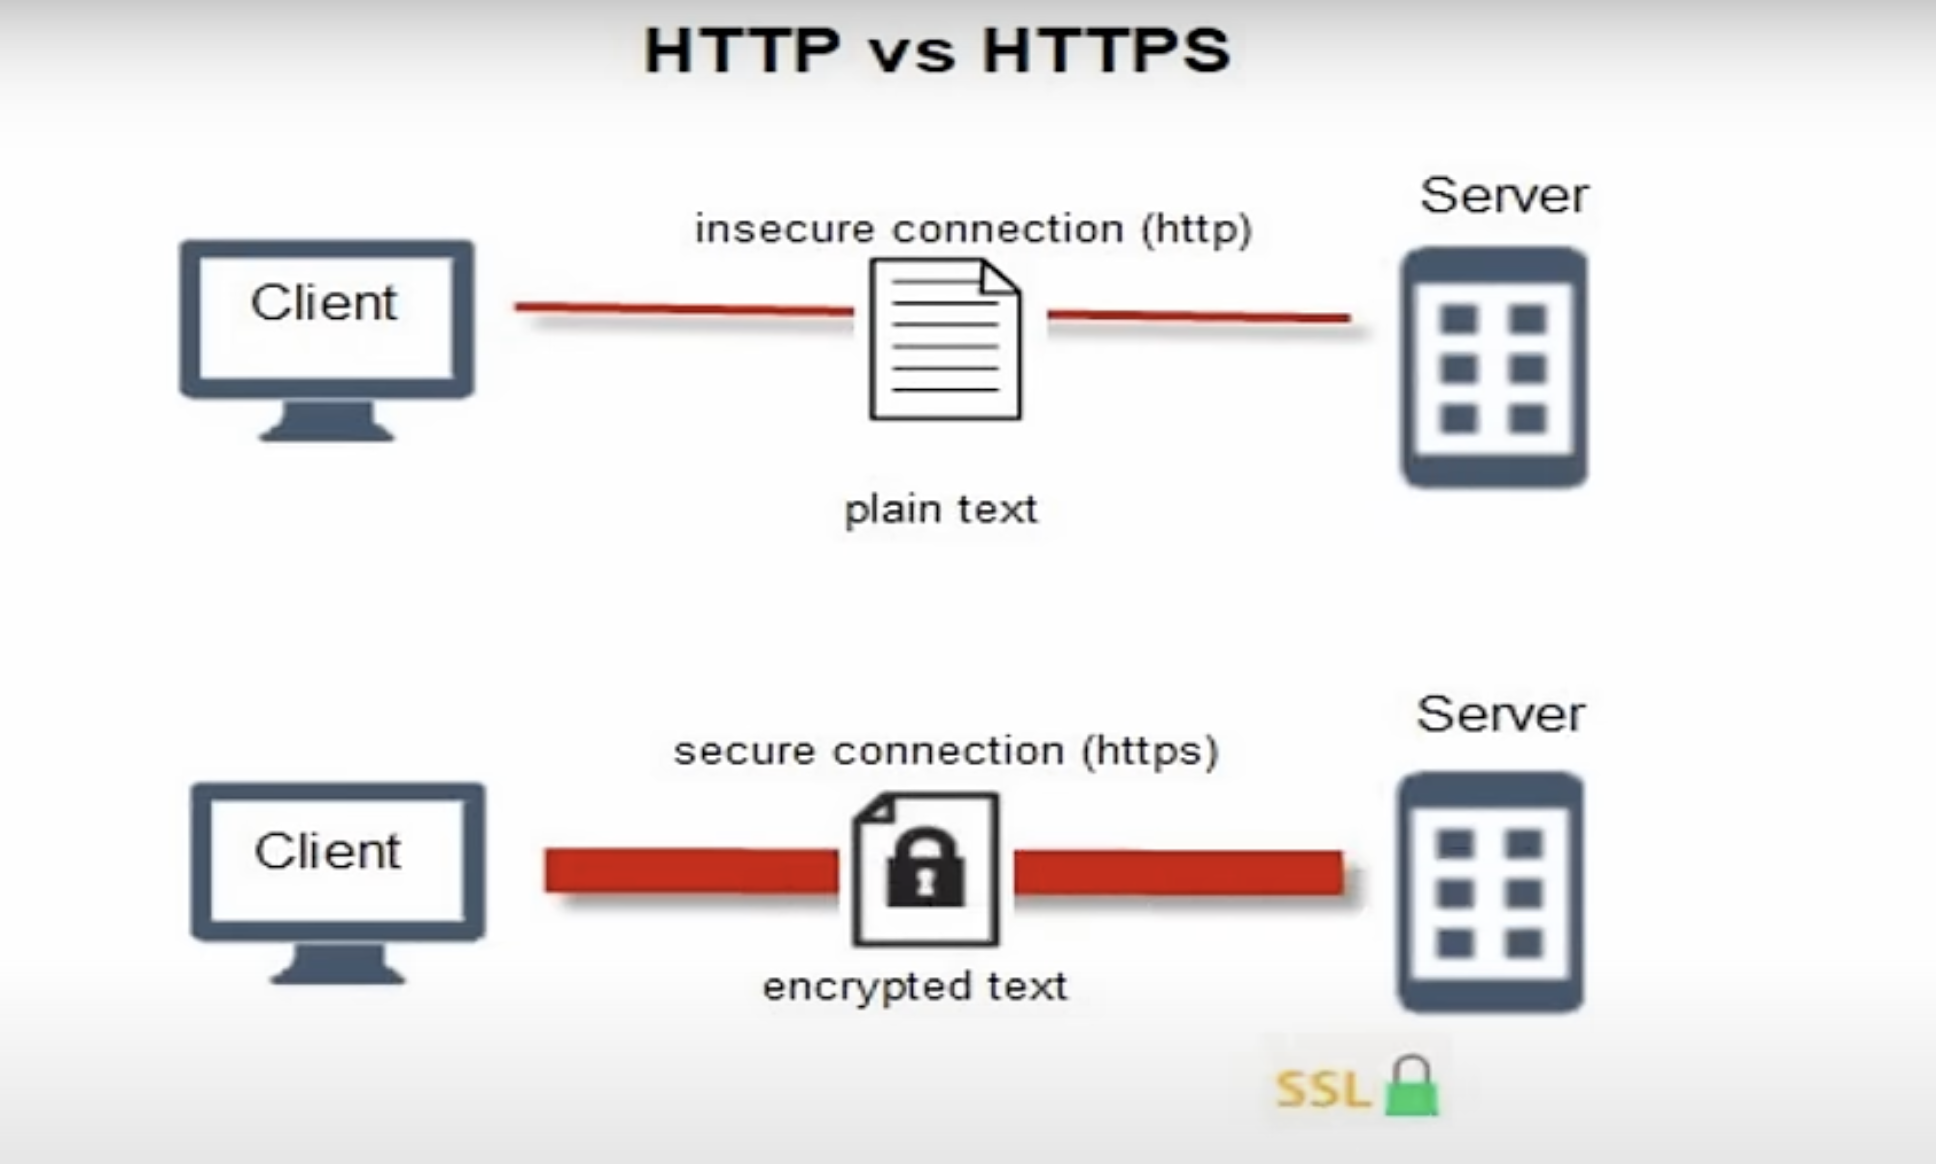 HTTP vs HTTPS
Server
insecure connection (http)
Client
plain text
Server
secure connection (https)
Client
encrypted text
SSL